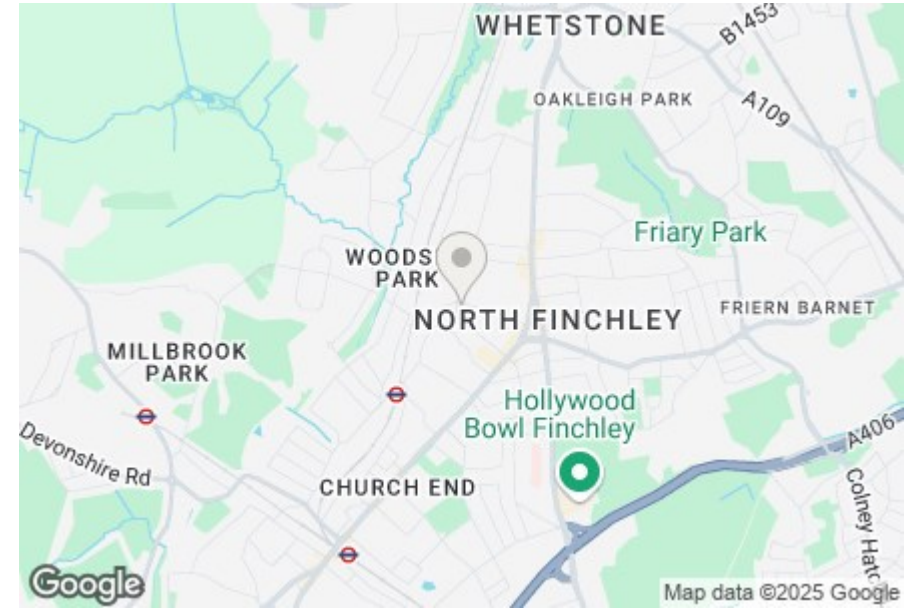 WHETSTONE
B1453
OAKLEIGH PARK
A109
Friary Park
WOODS
PARK
NORTH FINCHLEY
FRIERN BARNET
MILLBROOK
PARK
Hollywood
Bowl Finchley
A406
Devonshire Rd
CHURCH END
Colney Hatc
Google
Map data ©2025 Google